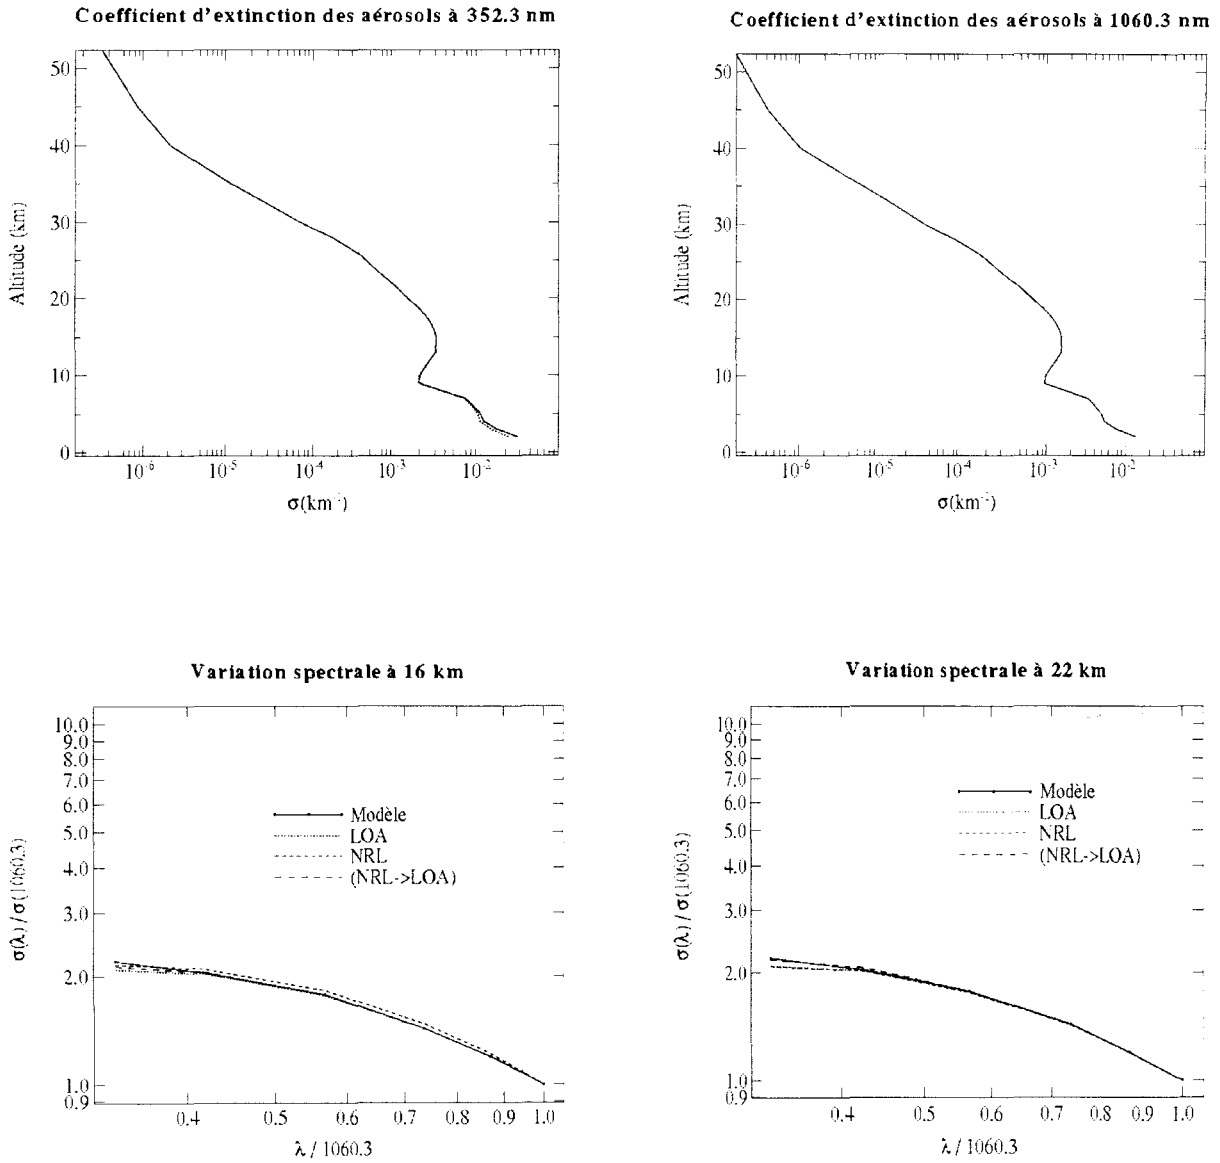 Coefficient d'extinction des aérosols à 352.3 nm
50
40
30
20
10
0
Altitude (km)
10^-6
10^-5
10^-4
10^-3
10^-2
σ(km^-1)
Coefficient d'extinction des aérosols à 1060.3 nm
50
40
30
20
10
0
Altitude (km)
10^-6
10^-5
10^-4
10^-3
10^-2
σ(km^-1)
Variation spectrale à 16 km
10.0
9.0
8.0
7.0
6.0
5.0
4.0
3.0
2.0
1.0
0.9
σ(λ) / σ(1060.3)
Modèle
LOA
NRL
(NRL->LOA)
0.4
0.5
0.6
0.7
0.8
0.9
1.0
λ / 1060.3
Variation spectrale à 22 km
10.0
9.0
8.0
7.0
6.0
5.0
4.0
3.0
2.0
1.0
0.9
σ(λ) / σ(1060.3)
Modèle
LOA
NRL
(NRL->LOA)
0.4
0.5
0.6
0.7
0.8
0.9
1.0
λ / 1060.3